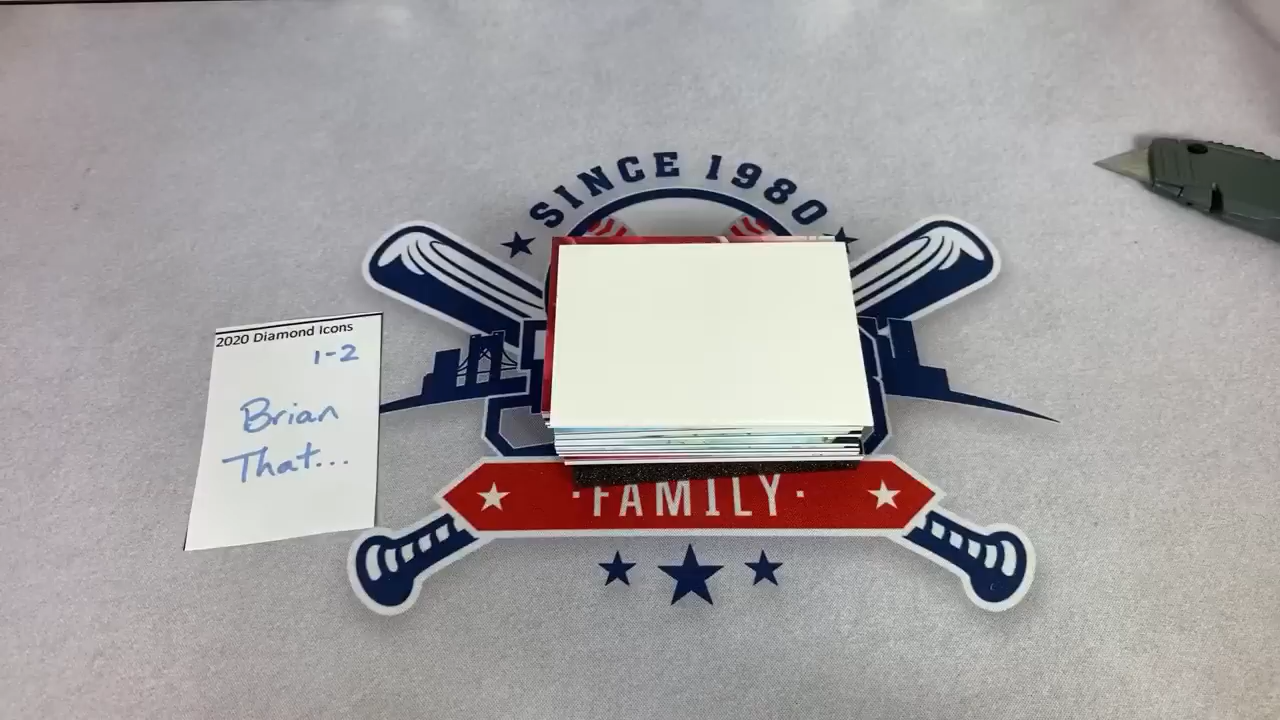 SINCE 1980
2020 Diamond Icons
1-2
Brian
That...
FAMILY